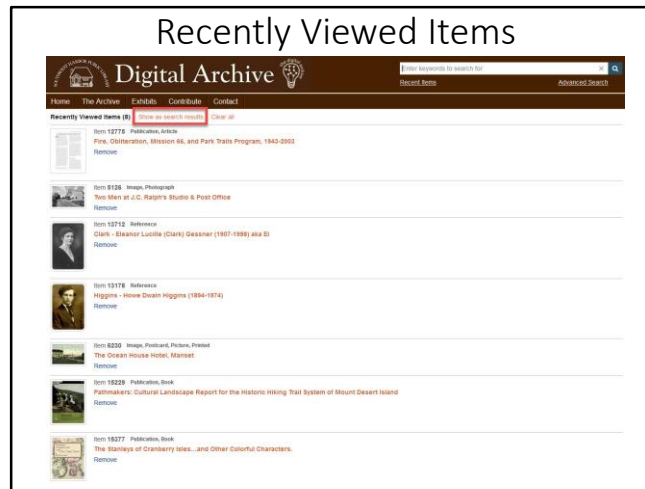 Recently Viewed Items
SOUTHWEST HARBOR PUBLIC LIBRARY
Digital Archive
Enter keywords to search for
Recent Items
Advanced Search
Home The Archive Exhibits Contribute Contact
Recently Viewed Items (8) Show as search results Clear all
Item 12776 Publication, Article
Fire, Obliteration, Mission 66, and Park Trails Program, 1943-2003
Remove
Item 5126 Image, Photograph
Two Men at J.C. Ralph's Studio & Post Office
Remove
Item 13712 Reference
Clark - Eleanor Lucille (Clark) Gessner (1907-1998) aka El
Remove
Item 13178 Reference
Higgins - Howe Dwain Higgins (1894-1974)
Remove
Item 6230 Image, Postcard, Picture, Printed
The Ocean House Hotel, Manset
Remove
Item 15229 Publication, Book
Pathmakers: Cultural Landscape Report for the Historic Hiking Trail System of Mount Desert Island
Remove
Item 15377 Publication, Book
The Stanleys of Cranberry Isles...and Other Colorful Characters.
Remove